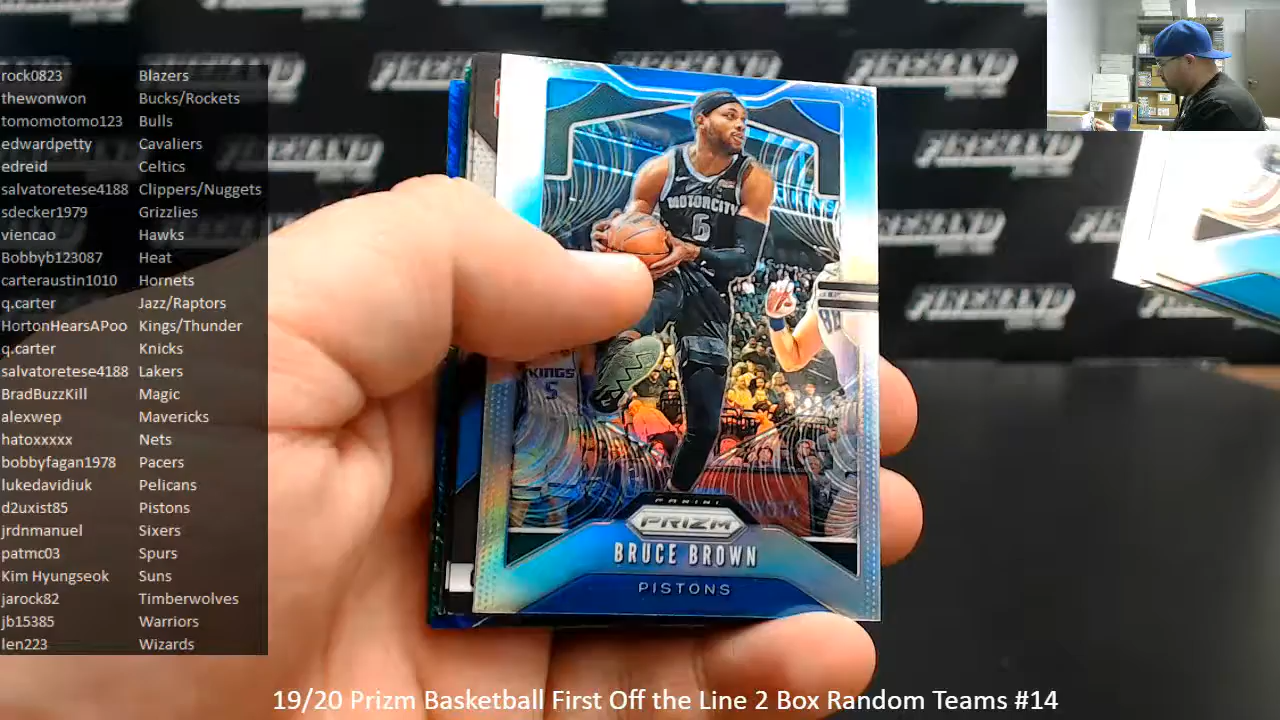 rock0823 Blazers
thewonwon Bucks/Rockets
tomomotomo123 Bulls
edwardpetty Cavaliers
edreid Celtics
salvatoretese4188 Clippers/Nuggets
sdecker1979 Grizzlies
viencao Hawks
Bobbyb123087 Heat
carteraustin1010 Hornets
q.carter Jazz/Raptors
HortonHearsAPoo Kings/Thunder
q.carter Knicks
salvatoretese4188 Lakers
BradBuzzKill Magic
alexwep Mavericks
hatoxxxxx Nets
bobbyfagan1978 Pacers
lukedavidiuk Pelicans
d2uxist85 Pistons
jrdnmanuel Sixers
patmc03 Spurs
Kim Hyungseok Suns
jarock82 Timberwolves
jb15385 Warriors
len223 Wizards
MOTORCITY
6
KINGS
5
PANINI
PRIZM
BRUCE BROWN
PISTONS
19/20 Prizm Basketball First Off the Line 2 Box Random Teams #14